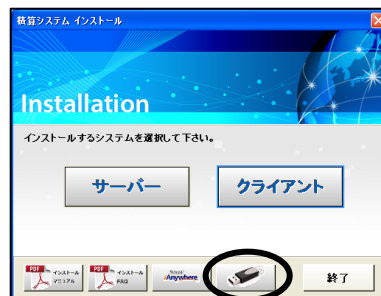 積算システム インストール
Installation
インストールするシステムを選択して下さい。
サーバー
クライアント
PDF インストール マニュアル
PDF インストール FAQ
iAnywhere
終了